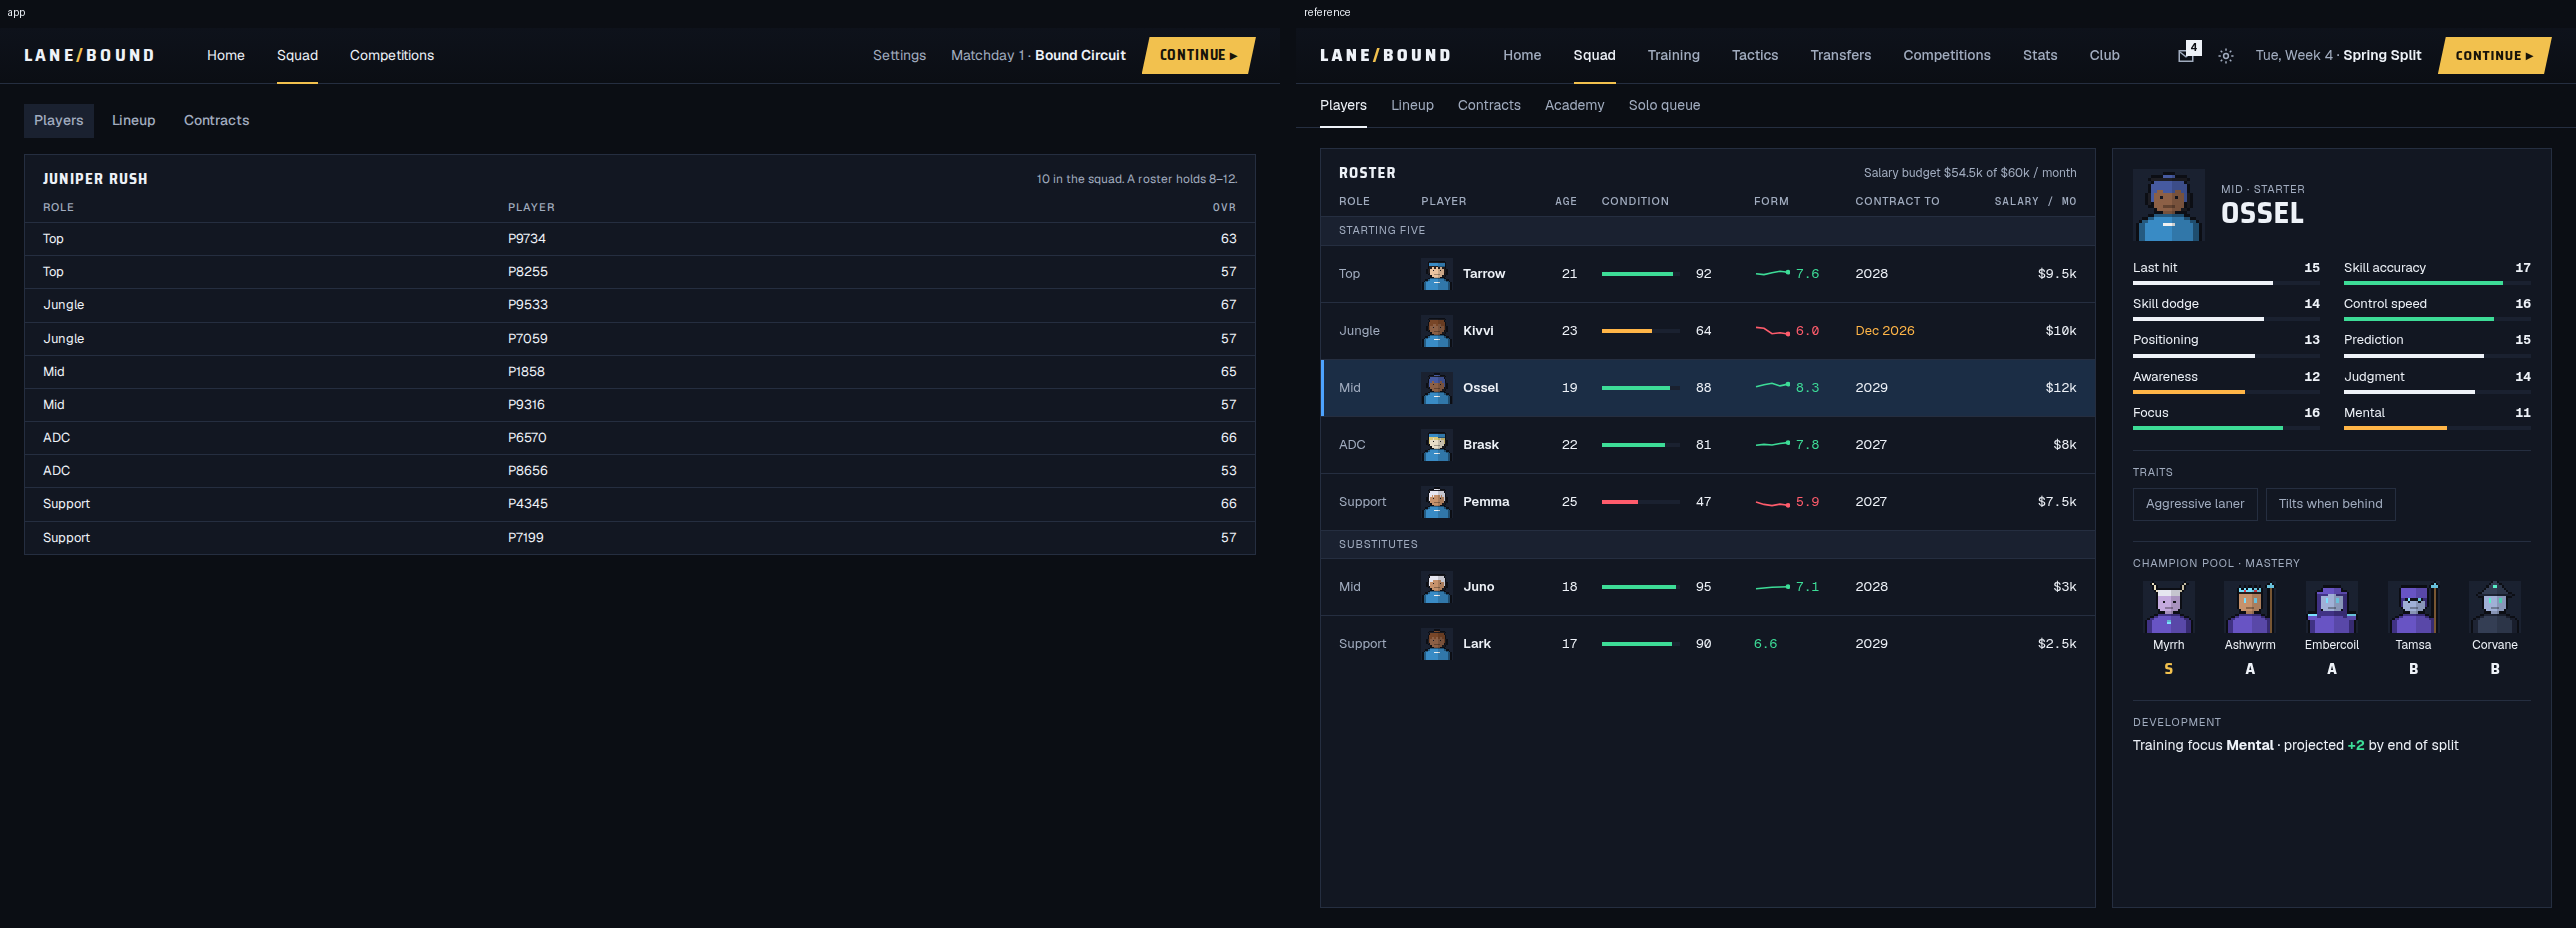 app
LANE/BOUND Home Squad Competitions Settings Matchday 1 · Bound Circuit CONTINUE ▸
Players Lineup Contracts
JUNIPER RUSH 10 in the squad. A roster holds 8–12.
ROLE PLAYER OVR
Top P9734 63
Top P8255 57
Jungle P9533 67
Jungle P7059 57
Mid P1858 65
Mid P9316 57
ADC P6570 66
ADC P8656 53
Support P4345 66
Support P7199 57
reference
LANE/BOUND Home Squad Training Tactics Transfers Competitions Stats Club 4 Tue, Week 4 · Spring Split CONTINUE ▸
Players Lineup Contracts Academy Solo queue
ROSTER Salary budget $54.5k of $60k / month
ROLE PLAYER AGE CONDITION FORM CONTRACT TO SALARY / MO
STARTING FIVE
Top Tarrow 21 92 7.6 2028 $9.5k
Jungle Kivvi 23 64 6.0 Dec 2026 $10k
Mid Ossel 19 88 8.3 2029 $12k
ADC Brask 22 81 7.8 2027 $8k
Support Pemma 25 47 5.9 2027 $7.5k
SUBSTITUTES
Mid Juno 18 95 7.1 2028 $3k
Support Lark 17 90 6.6 2029 $2.5k
MID · STARTER
OSSEL
Last hit 15 Skill accuracy 17
Skill dodge 14 Control speed 16
Positioning 13 Prediction 15
Awareness 12 Judgment 14
Focus 16 Mental 11
TRAITS
Aggressive laner Tilts when behind
CHAMPION POOL · MASTERY
Myrrh Ashwyrm Embercoil Tamsa Corvane
S A A B B
DEVELOPMENT
Training focus Mental · projected +2 by end of split